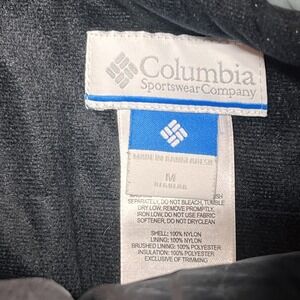 Columbia
Sportswear Company
MADE IN BANGLADESH
M
REGULAR
SEPARATELY, DO NOT BLEACH, TUMBLE
DRY LOW, REMOVE PROMPTLY,
IRON LOW, DO NOT USE FABRIC
SOFTENER, DO NOT DRYCLEAN
SHELL: 100% NYLON
LINING: 100% NYLON
BRUSHED LINING: 100% POLYESTER
INSULATION: 100% POLYESTER
EXCLUSIVE OF TRIMMING